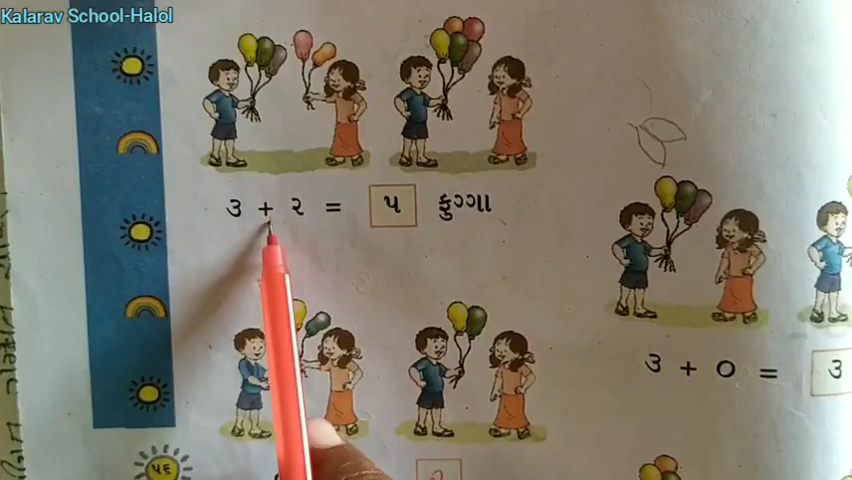 Kalarav School-Halol
૩ + ૨ = ૫ ફુગ્ગા
૩ + ૦ = ૩
૫૬